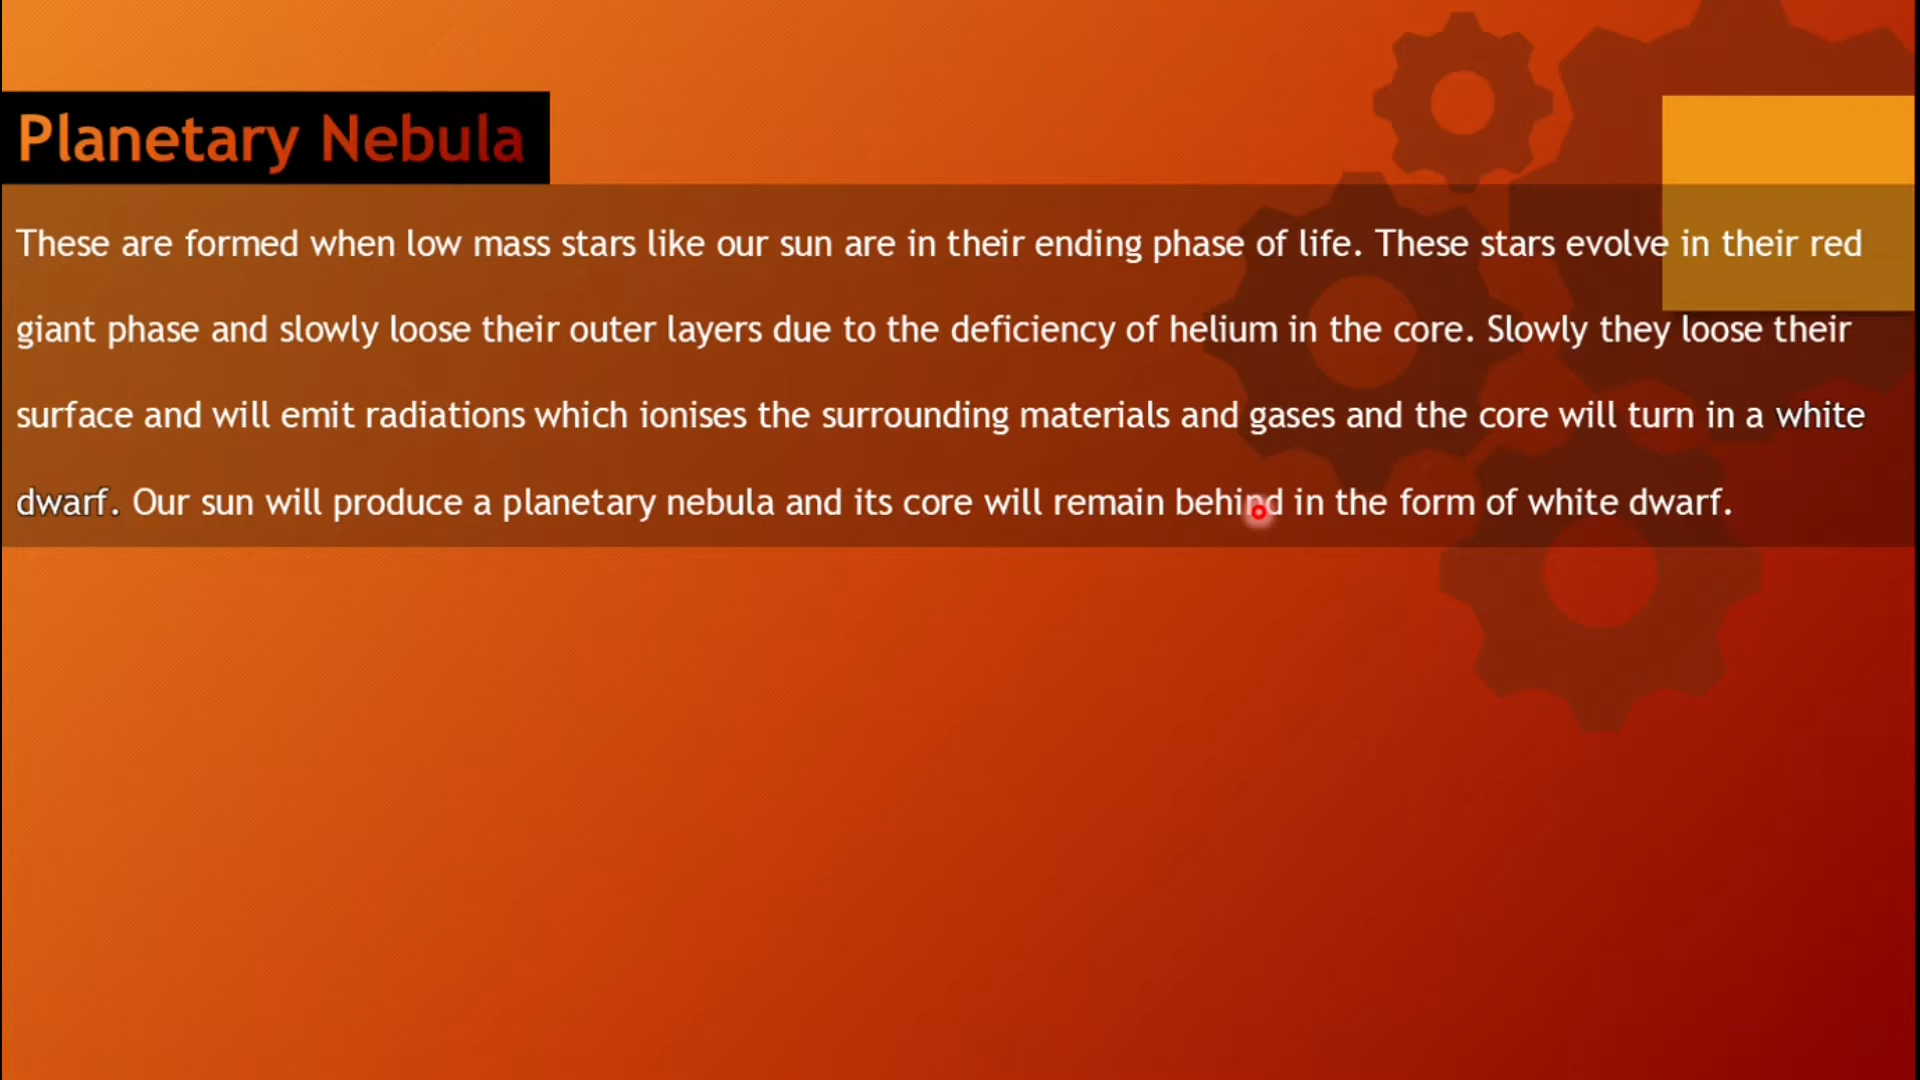 Planetary Nebula
These are formed when low mass stars like our sun are in their ending phase of life. These stars evolve in their red
giant phase and slowly loose their outer layers due to the deficiency of helium in the core. Slowly they loose their
surface and will emit radiations which ionises the surrounding materials and gases and the core will turn in a white
dwarf. Our sun will produce a planetary nebula and its core will remain behind in the form of white dwarf.